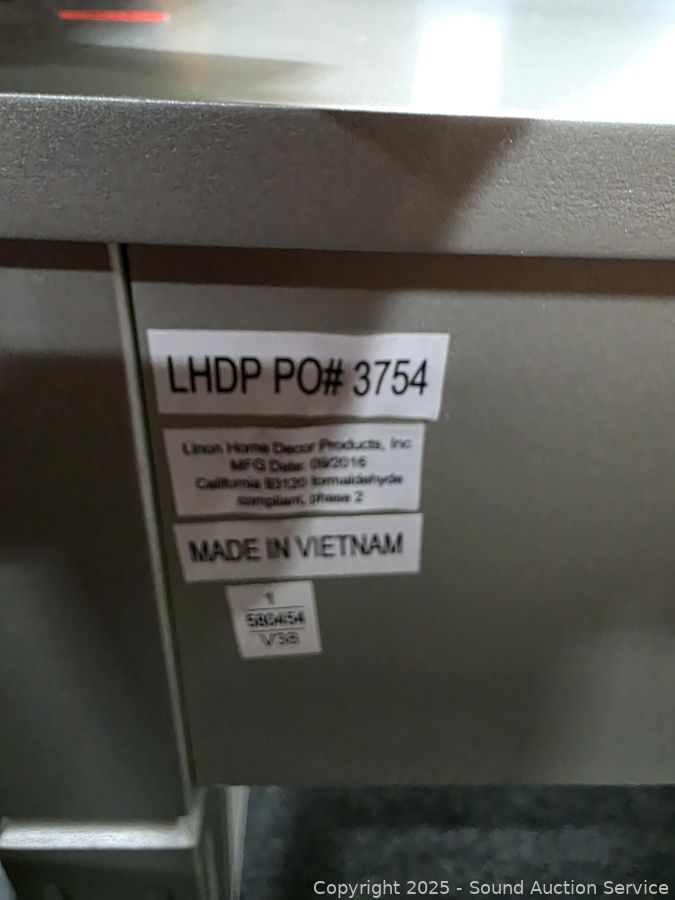 LHDP PO# 3754
Linon Home Decor Products, Inc
MFG Date: 09/2016
California 93120 formaldehyde
compliant, phase 2
MADE IN VIETNAM
1
V38
Copyright 2025 - Sound Auction Service